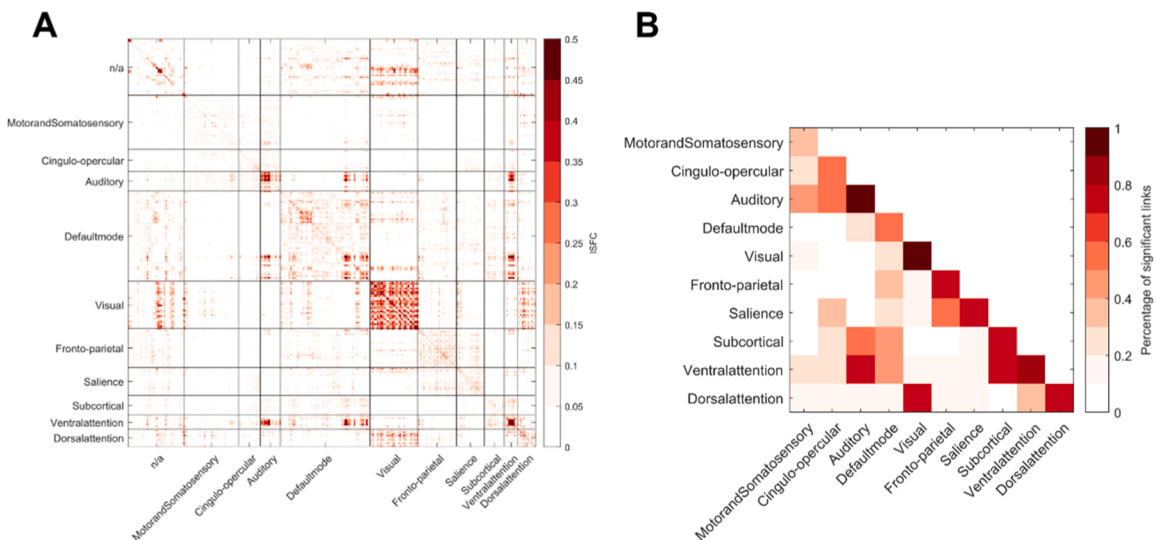 A
n/a
MotorandSomatosensory
Cingulo-opercular
Auditory
Defaultmode
Visual
Fronto-parietal
Salience
Subcortical
Ventralattention
Dorsalattention
n/a
MotorandSomatosensory
Cingulo-opercular
Auditory
Defaultmode
Visual
Fronto-parietal
Salience
Subcortical
Ventralattention
Dorsalattention
0.5
0.45
0.4
0.35
0.3
0.25
0.2
0.15
0.1
0.05
0
ISFC
B
MotorandSomatosensory
Cingulo-opercular
Auditory
Defaultmode
Visual
Fronto-parietal
Salience
Subcortical
Ventralattention
Dorsalattention
MotorandSomatosensory
Cingulo-opercular
Auditory
Defaultmode
Visual
Fronto-parietal
Salience
Subcortical
Ventralattention
Dorsalattention
1
0.8
0.6
0.4
0.2
0
Percentage of significant links